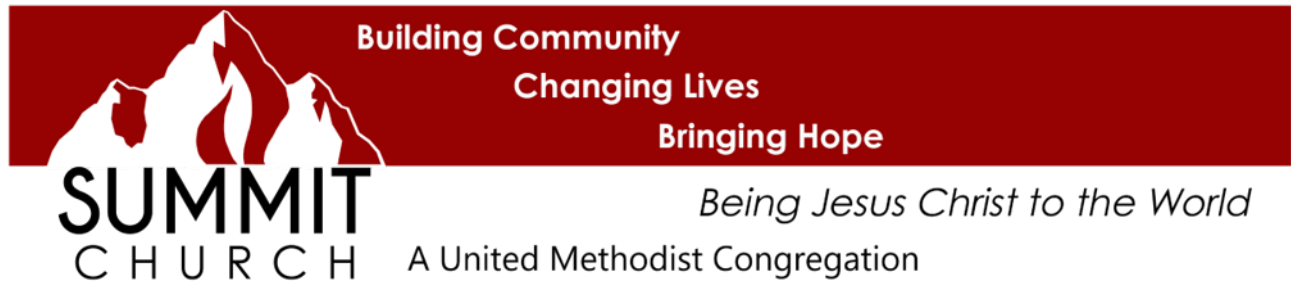 Building Community
Changing Lives
Bringing Hope
SUMMIT
CHURCH
Being Jesus Christ to the World
A United Methodist Congregation